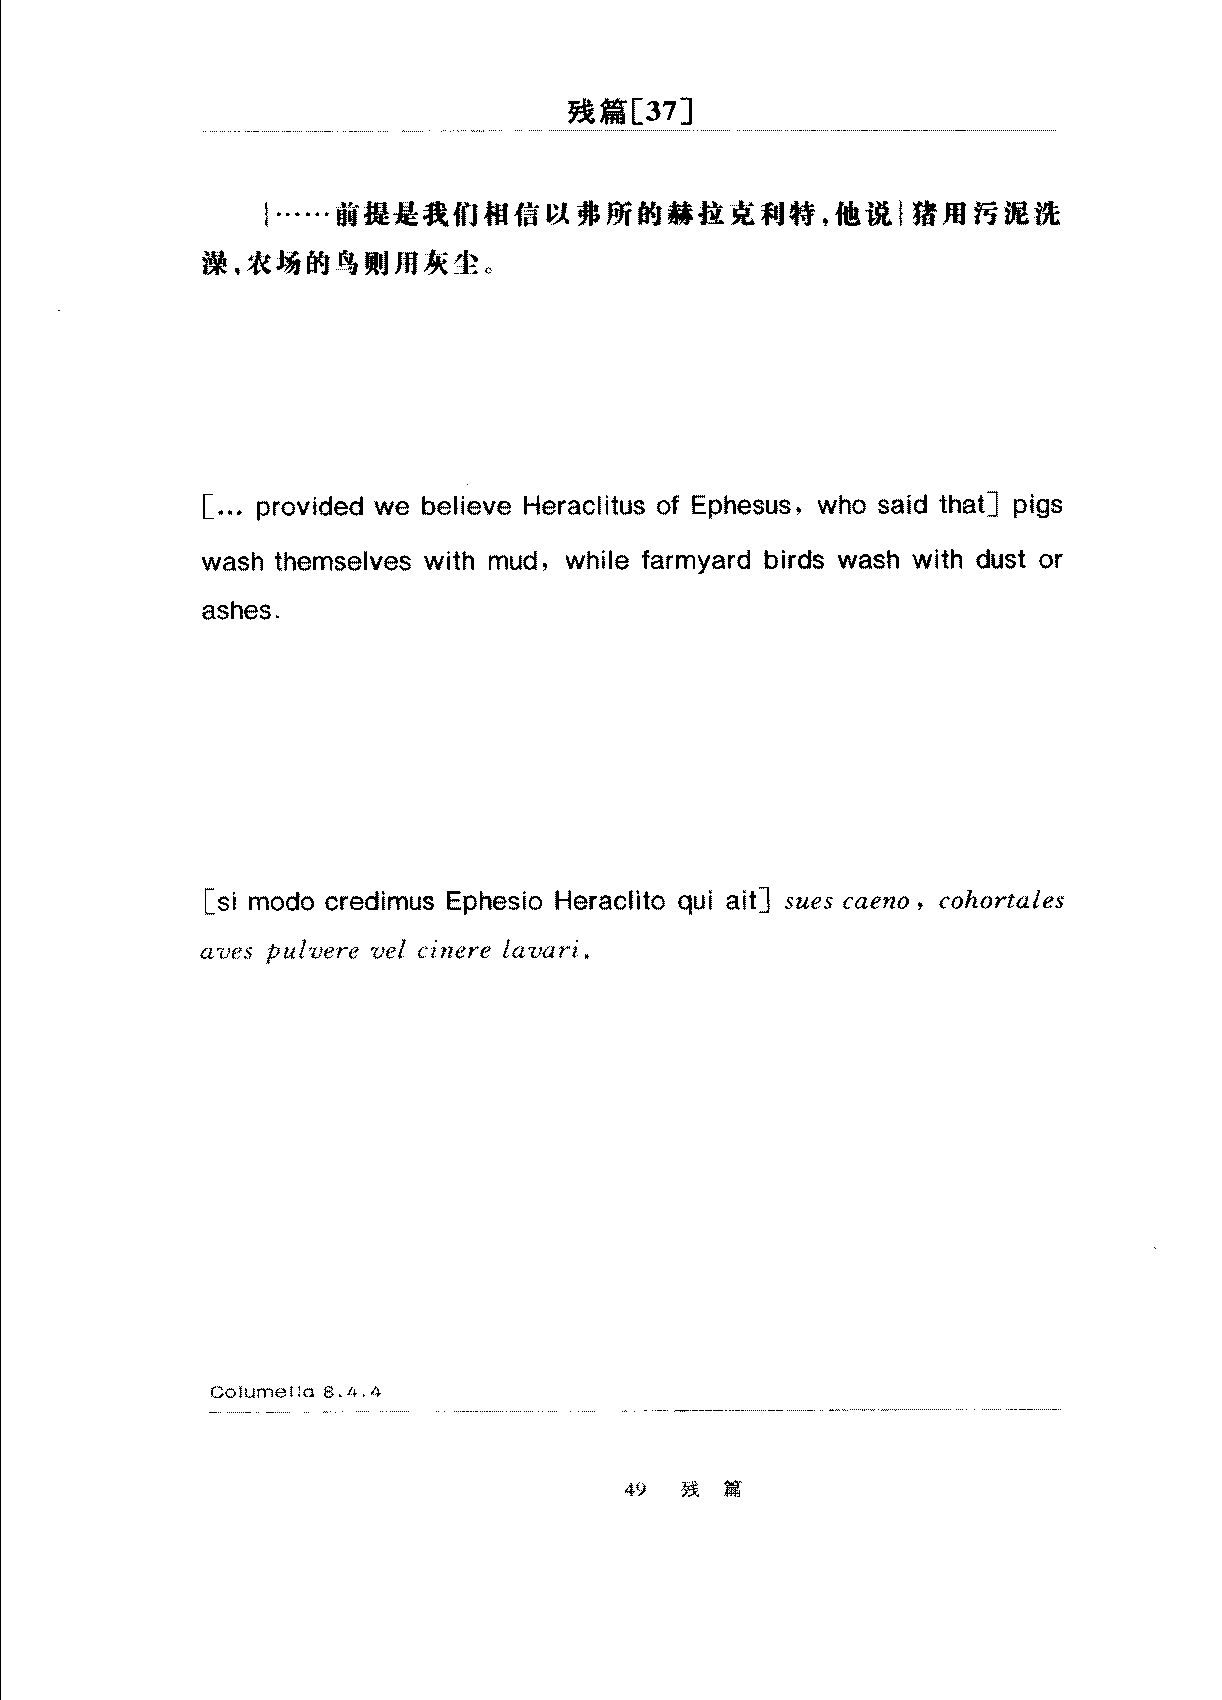 残篇[37]
[……前提是我们相信以弗所的赫拉克利特,他说]猪用污泥洗
澡,农场的鸟则用灰尘。
[... provided we believe Heraclitus of Ephesus, who said that] pigs
wash themselves with mud, while farmyard birds wash with dust or
ashes.
[si modo credimus Ephesio Heraclito qui ait] sues caeno, cohortales
aves pulvere vel cinere lavari.
Columella 8.4.4
49 残 篇